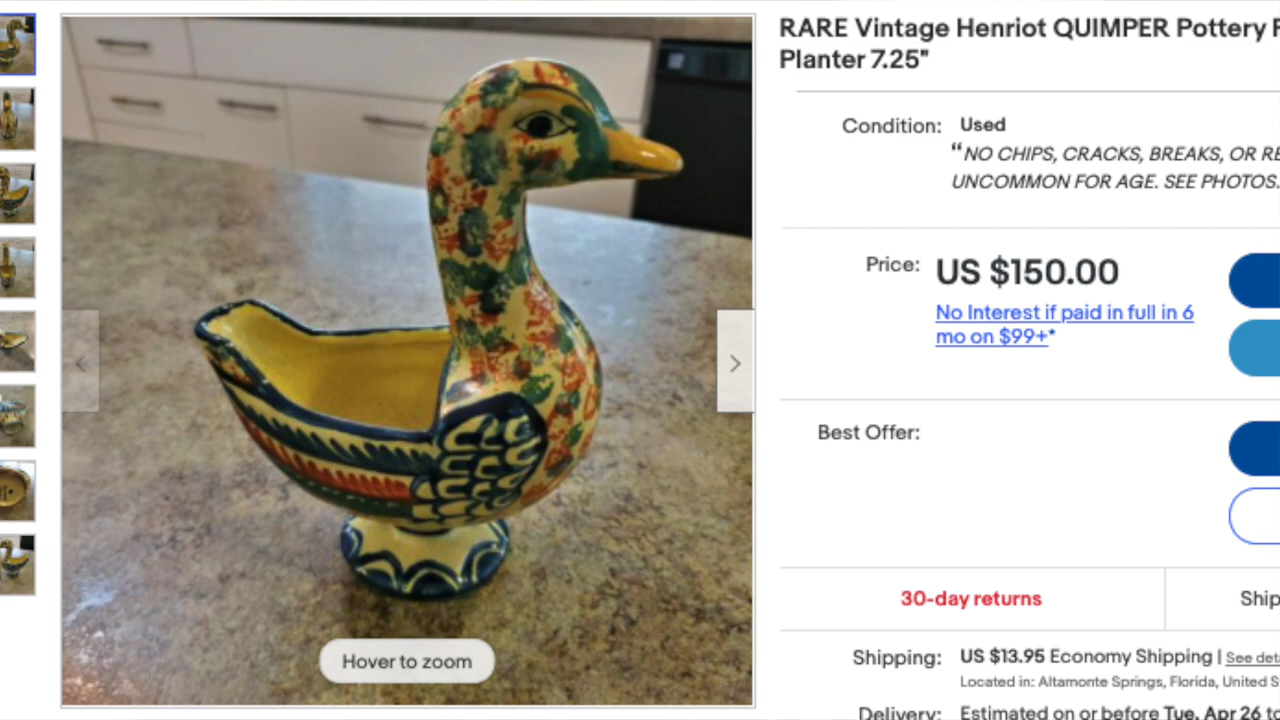 RARE Vintage Henriot QUIMPER Pottery
Planter 7.25"
Condition: Used
“NO CHIPS, CRACKS, BREAKS, OR
UNCOMMON FOR AGE. SEE PHOTOS.
Price: US $150.00
No Interest if paid in full in 6
mo on $99+*
Best Offer:
Hover to zoom
30-day returns
Shipping: US $13.95 Economy Shipping | See
Located in: Altamonte Springs, Florida, United
Delivery: Estimated on or before Tue, Apr 26 to